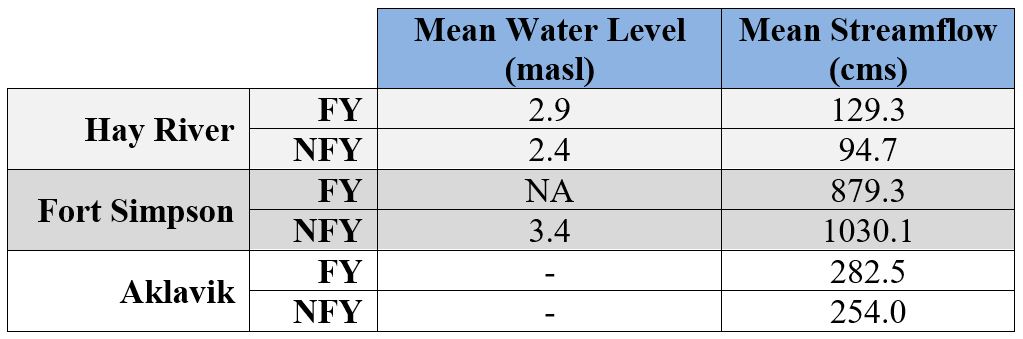 Mean Water Level (masl) Mean Streamflow (cms)
Hay River FY 2.9 129.3
NFY 2.4 94.7
Fort Simpson FY NA 879.3
NFY 3.4 1030.1
Aklavik FY - 282.5
NFY - 254.0